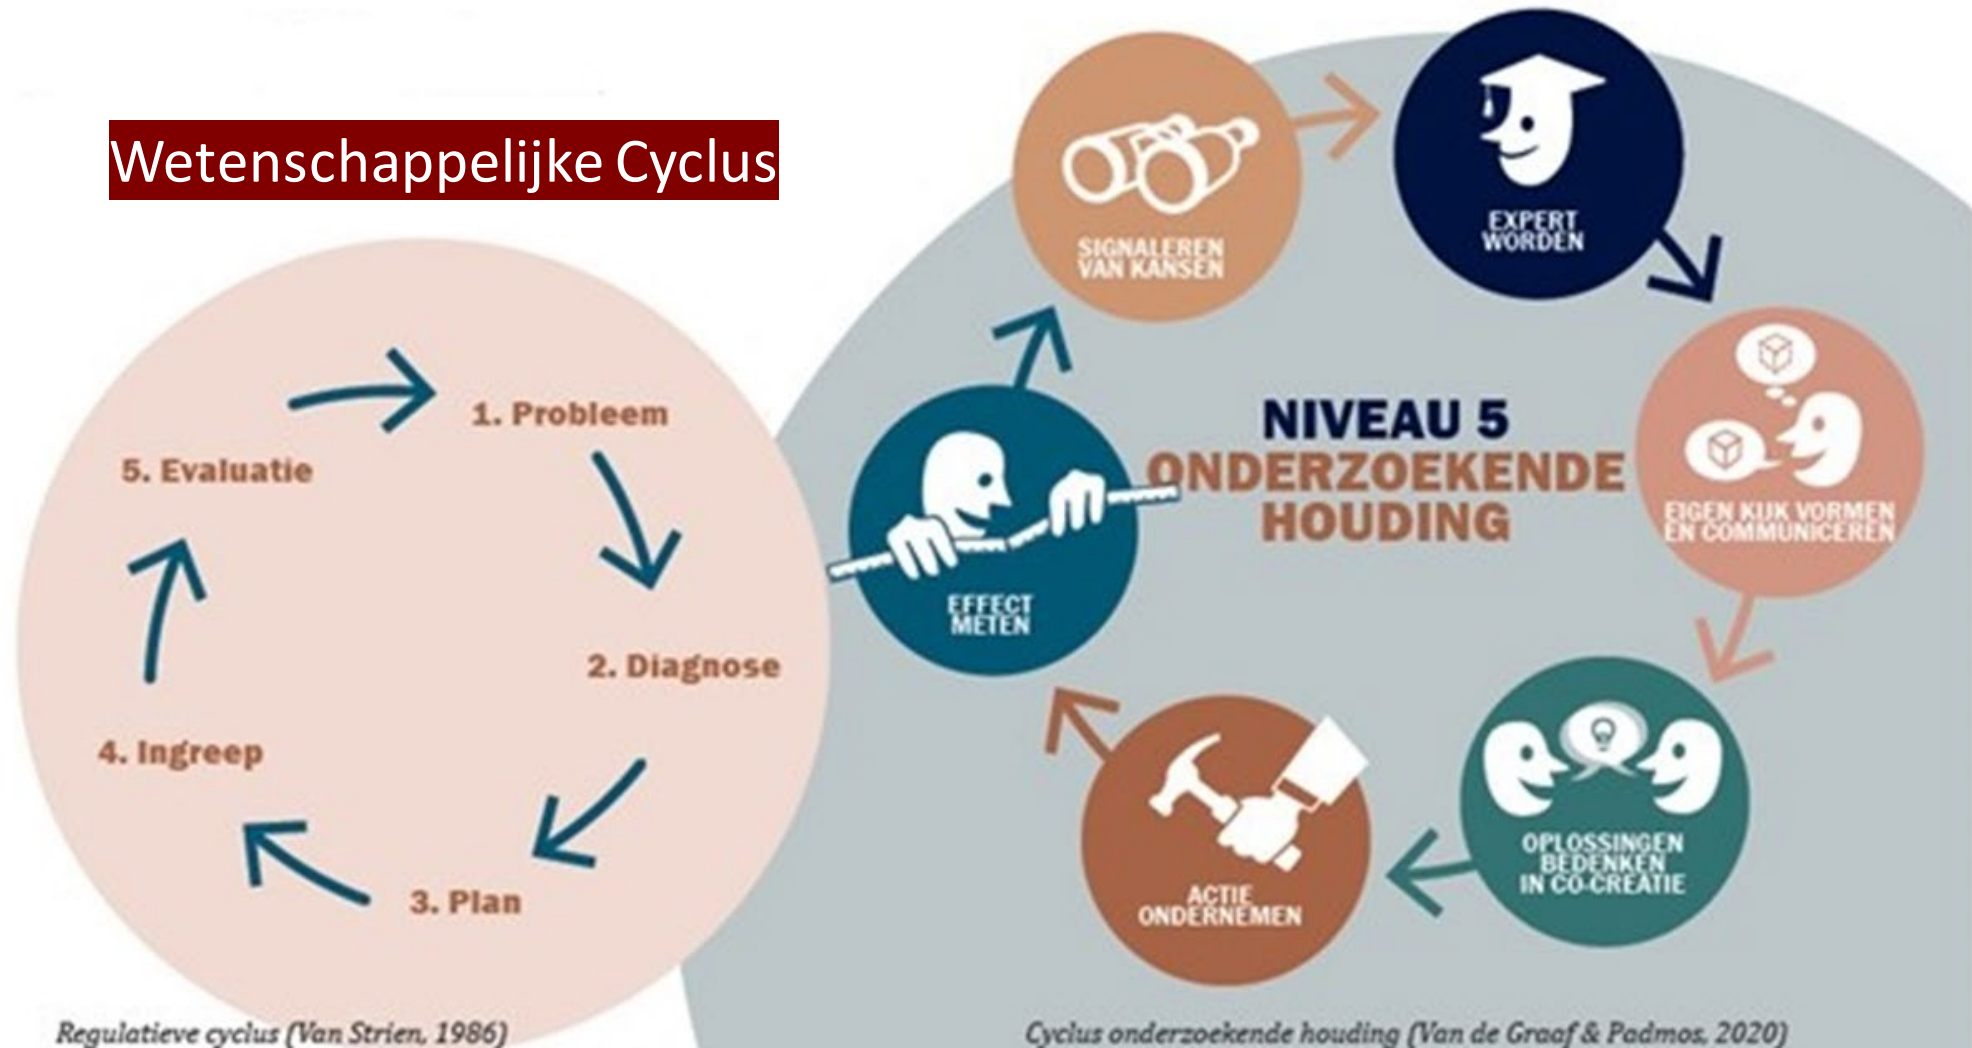 Wetenschappelijke Cyclus
1. Probleem
2. Diagnose
3. Plan
4. Ingreep
5. Evaluatie
Regulatieve cyclus (Van Strien, 1986)
NIVEAU 5
ONDERZOEKENDE
HOUDING
SIGNALEREN
VAN KANSEN
EXPERT
WORDEN
EIGEN KIJK VORMEN
EN COMMUNICEREN
OPLOSSINGEN
BEDENKEN
IN CO-CREATIE
ACTIE
ONDERNEMEN
EFFECT
METEN
Cyclus onderzoekende houding (Van de Graaf & Padmos, 2020)